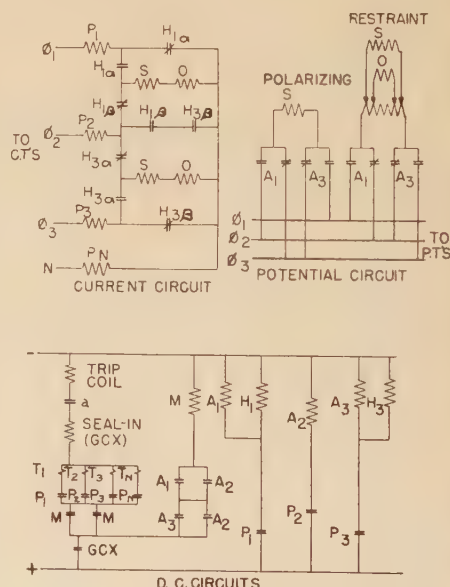 P1
H1a
Ø1
H1a
S O
H1β
P2
H1β H3β
TO
C.T'S
Ø2
H3a
S O
H3a
P3
H3β
Ø3
N
PN
CURRENT CIRCUIT
RESTRAINT
S
O
POLARIZING
S
A1 A3 A1 A3
Ø1
Ø2
Ø3
TO
P.T'S
POTENTIAL CIRCUIT
−
TRIP
COIL
a
SEAL-IN
(GCX)
T1 T2 T3 TN
P1 P2 P3 PN
M M
GCX
M A1 H1 A2 A3 H3
A1 A2
A3 A2
P1 P2 P3
+
D. C. CIRCUITS